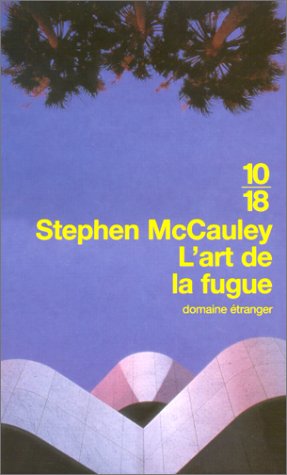 10
18
Stephen McCauley
L'art de
la fugue
domaine étranger